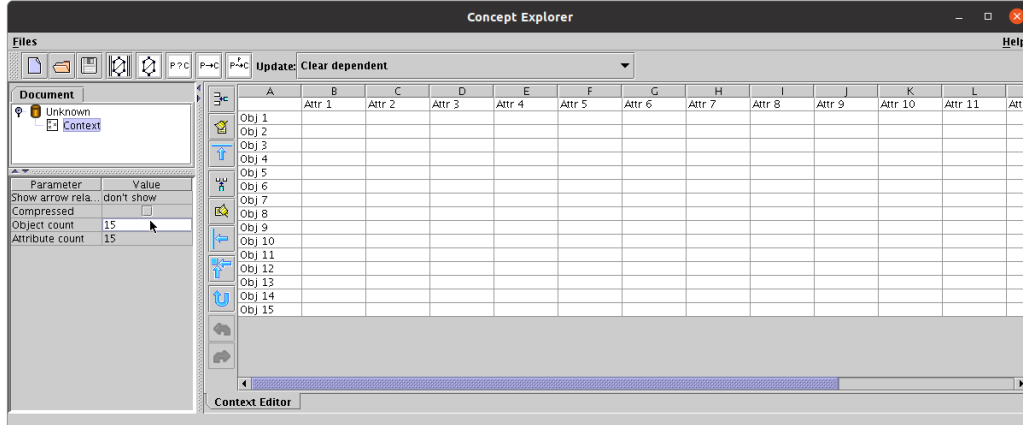 Concept Explorer
Files Help
P?C P→C Update: Clear dependent
Document
Unknown
Context
Parameter Value
Show arrow rela... don't show
Compressed
Object count 15
Attribute count 15
A B C D E F G H I J K L
Attr 1 Attr 2 Attr 3 Attr 4 Attr 5 Attr 6 Attr 7 Attr 8 Attr 9 Attr 10 Attr 11 Att
Obj 1
Obj 2
Obj 3
Obj 4
Obj 5
Obj 6
Obj 7
Obj 8
Obj 9
Obj 10
Obj 11
Obj 12
Obj 13
Obj 14
Obj 15
Context Editor